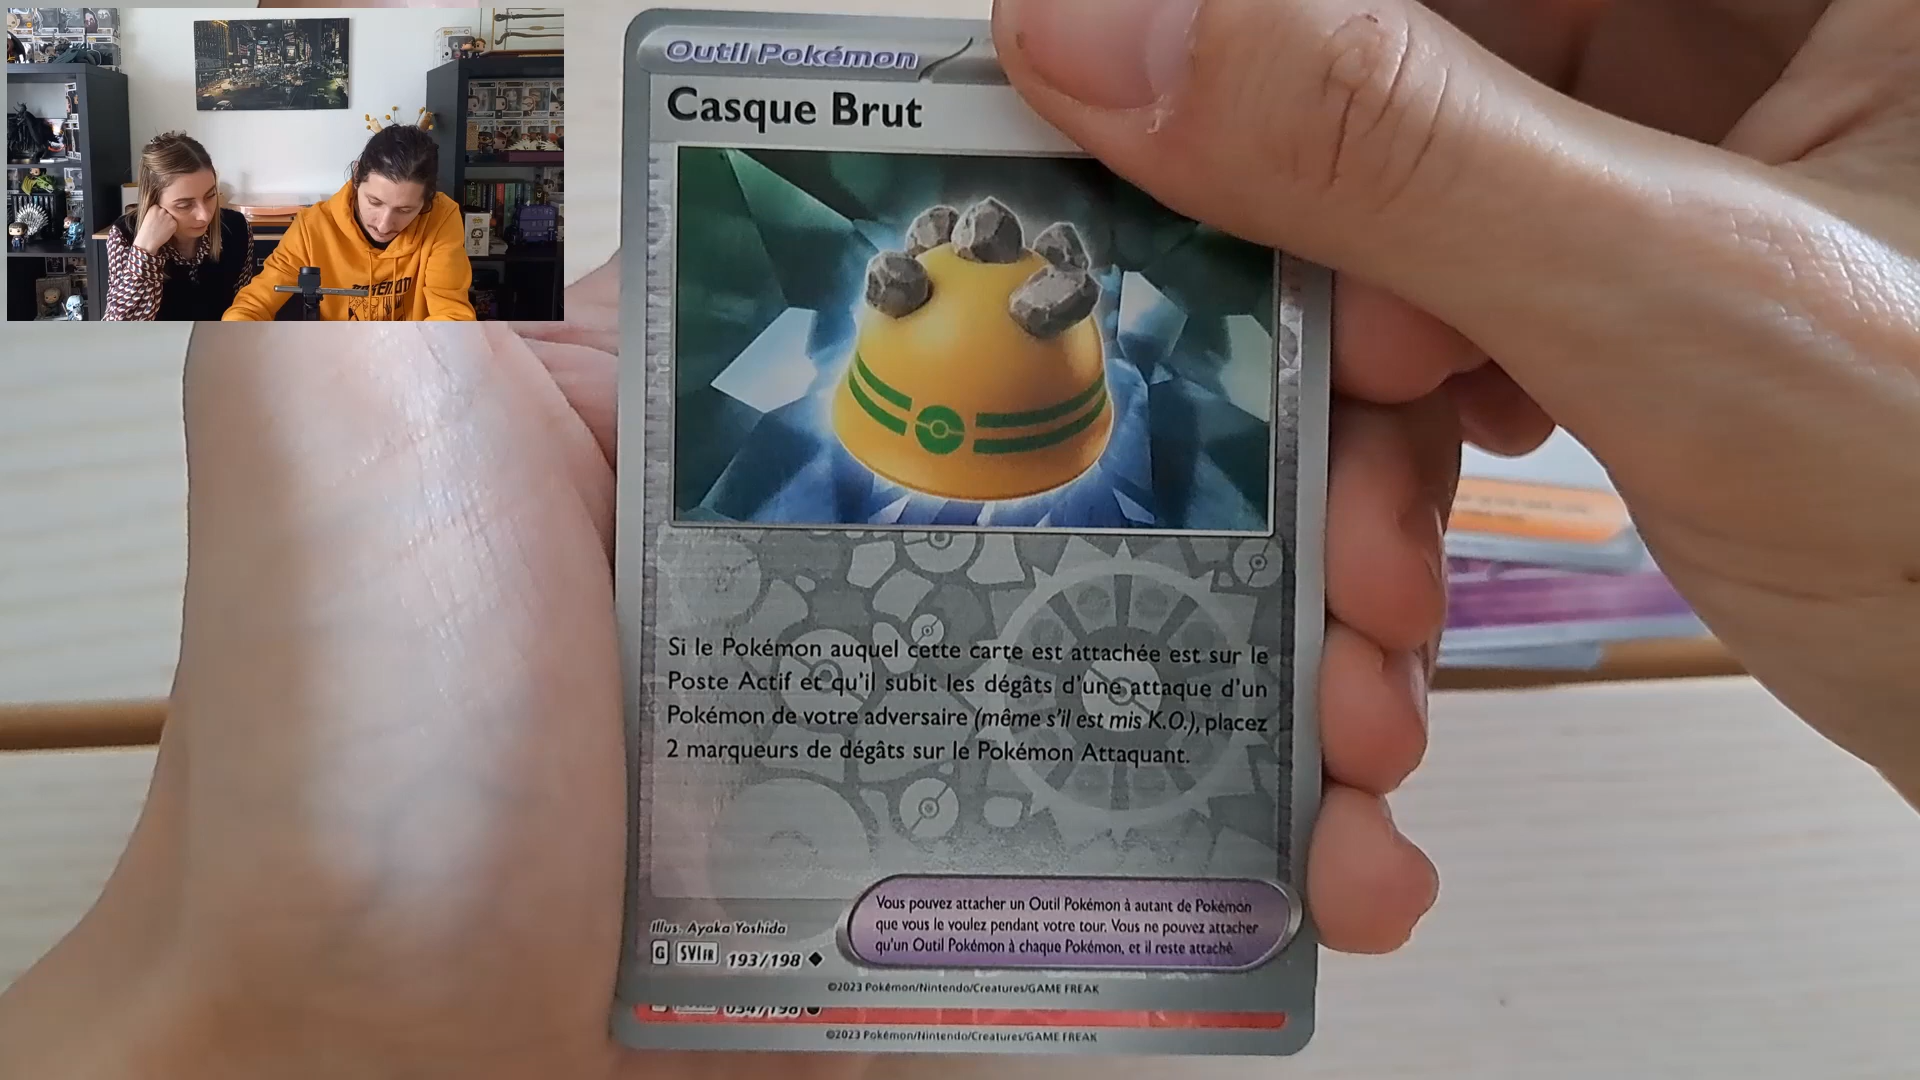 Outil Pokémon
Casque Brut
Si le Pokémon auquel cette carte est attachée est sur le
Poste Actif et qu'il subit les dégâts d'une attaque d'un
Pokémon de votre adversaire (même s'il est mis K.O.), placez
2 marqueurs de dégâts sur le Pokémon Attaquant.
Vous pouvez attacher un Outil Pokémon à autant de Pokémon
que vous le voulez pendant votre tour. Vous ne pouvez attacher
qu'un Outil Pokémon à chaque Pokémon, et il reste attaché.
Illus. Ayaka Yoshida
G SVI FR 193/198
©2023 Pokémon/Nintendo/Creatures/GAME FREAK
034/198
©2023 Pokémon/Nintendo/Creatures/GAME FREAK